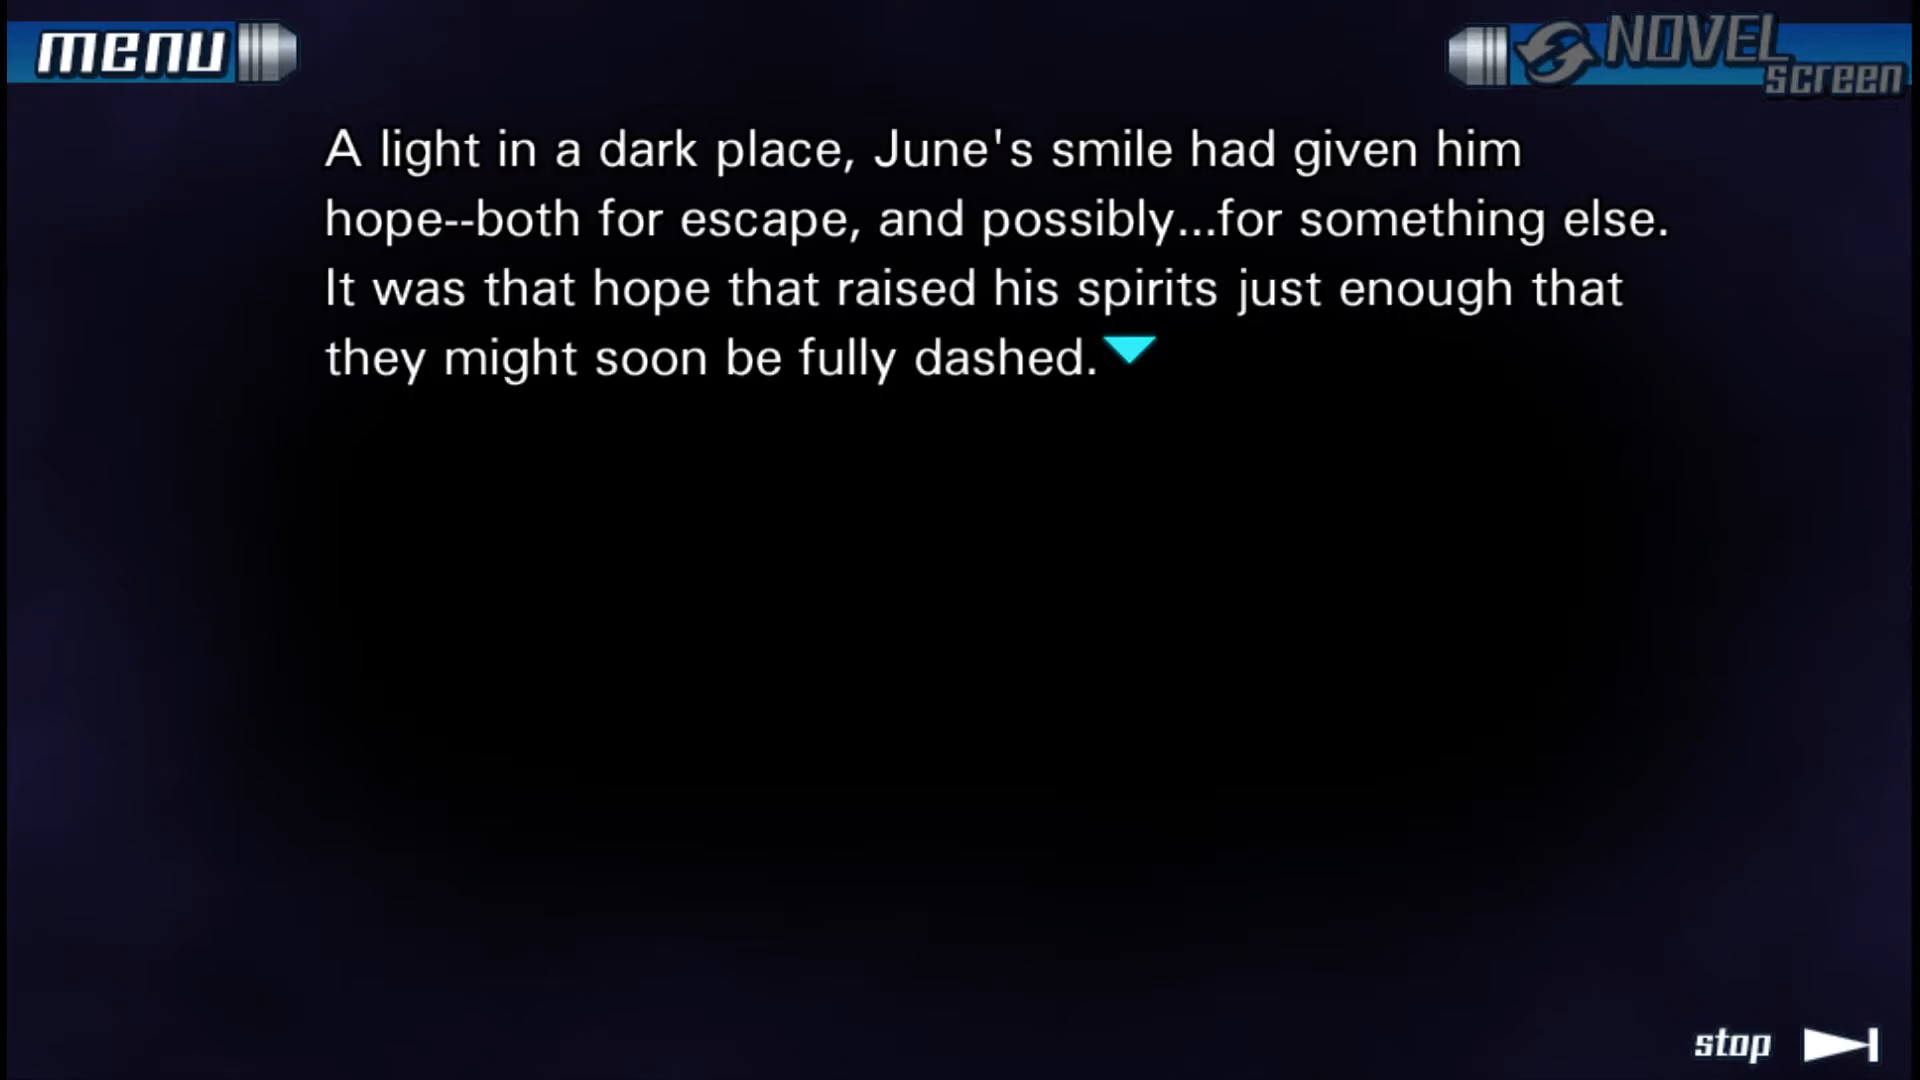 menu
NOVEL
screen
A light in a dark place, June's smile had given him
hope--both for escape, and possibly...for something else.
It was that hope that raised his spirits just enough that
they might soon be fully dashed.
stop